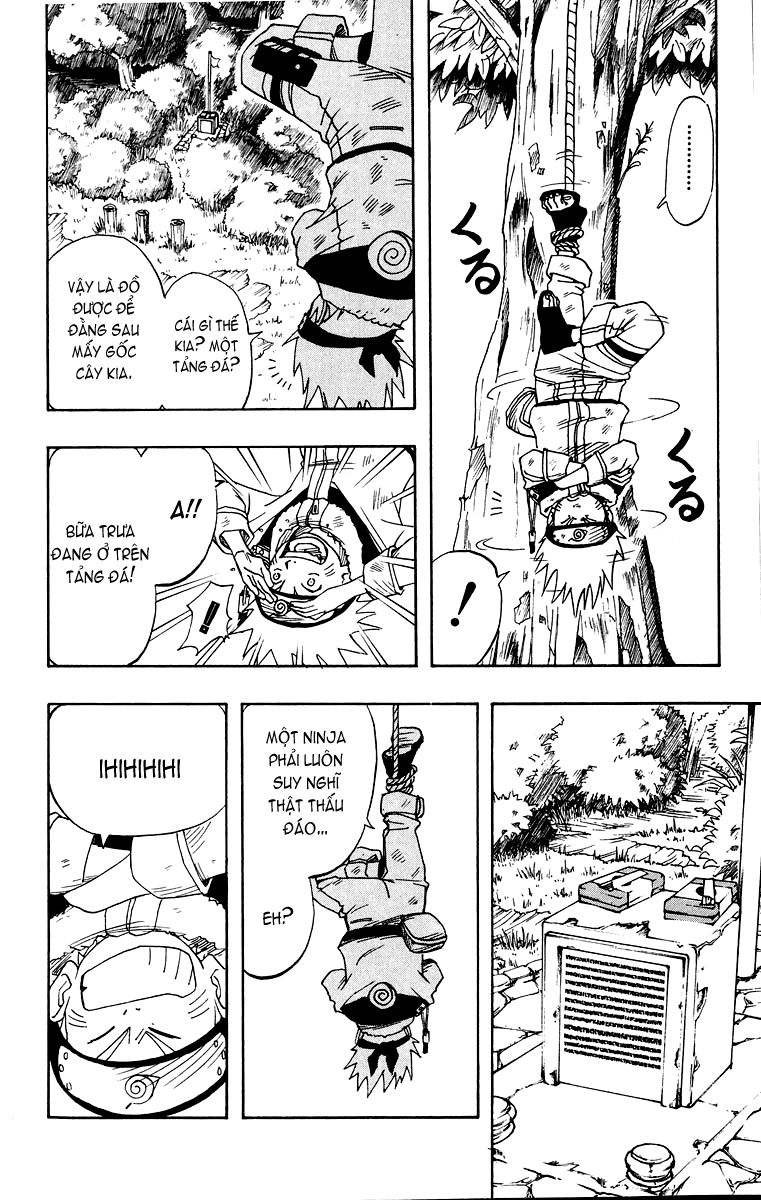 .........
くる
くる
!
CÁI GÌ THẾ
KIA? MỘT
TẢNG ĐÁ?
VẬY LÀ ĐỒ
ĐƯỢC ĐỂ
ĐẰNG SAU
MẤY GỐC
CÂY KIA.
A!!
BỮA TRƯA
ĐANG Ở TRÊN
TẢNG ĐÁ!
!!
MỘT NINJA
PHẢI LUÔN
SUY NGHĨ
THẬT THẤU
ĐÁO...
EH?
IHIHIHIHI